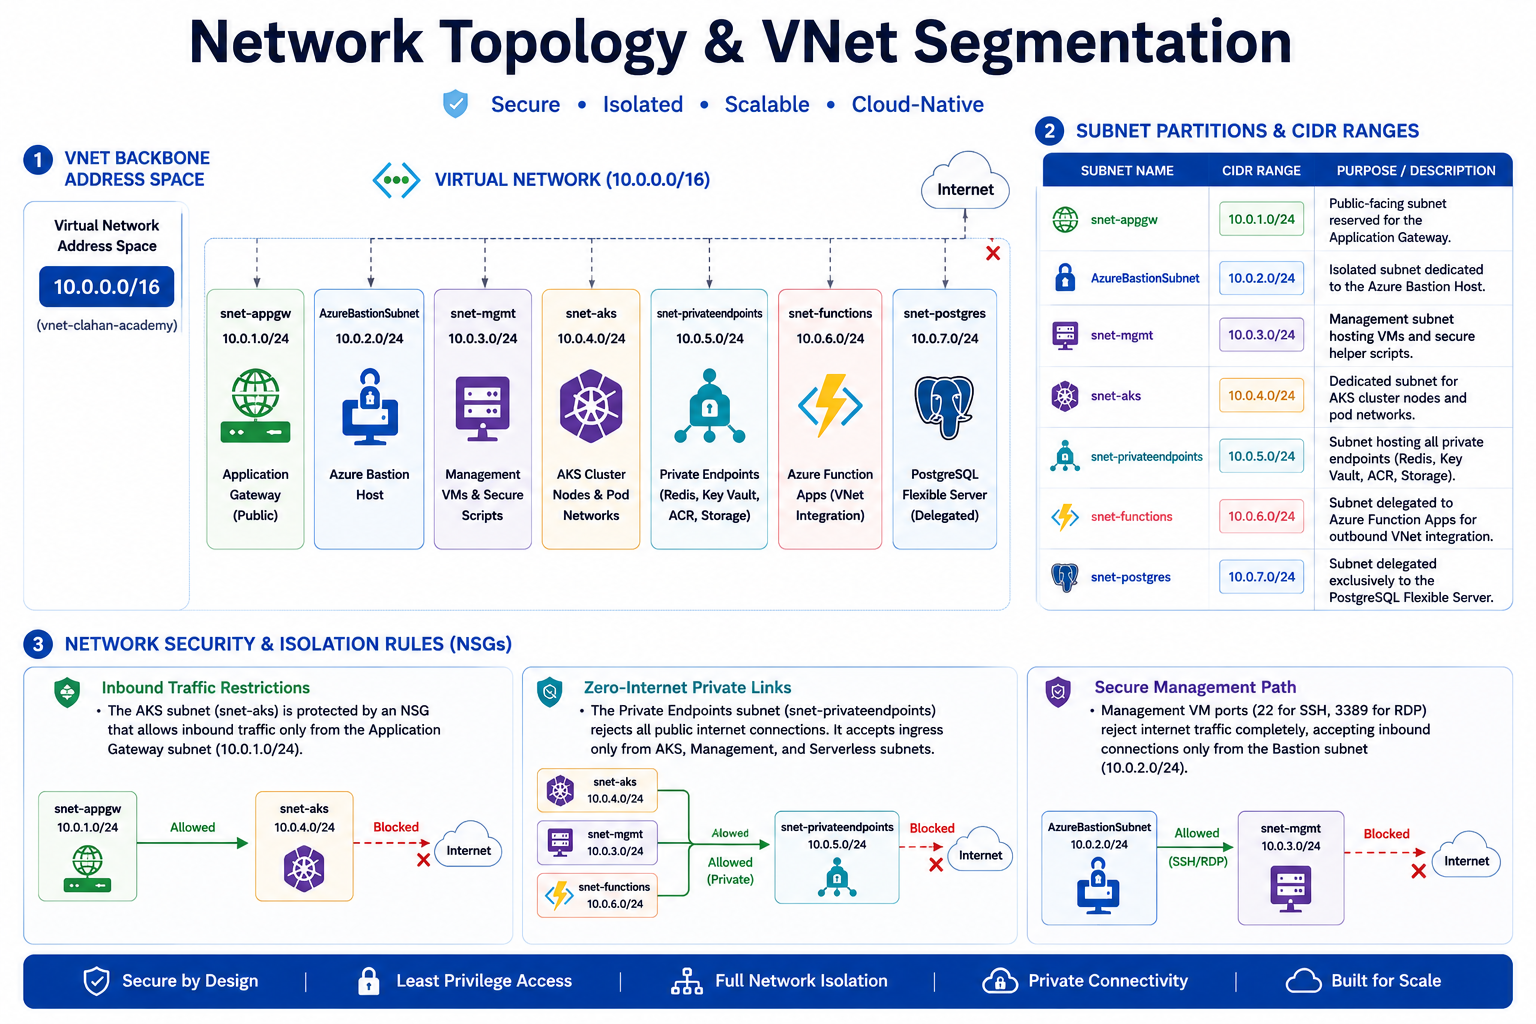 Network Topology & VNet Segmentation
Secure • Isolated • Scalable • Cloud-Native
1 VNET BACKBONE
ADDRESS SPACE
Virtual Network
Address Space
10.0.0.0/16
(vnet-clahan-academy)
VIRTUAL NETWORK (10.0.0.0/16)
Internet
snet-appgw
10.0.1.0/24
Application
Gateway
(Public)
AzureBastionSubnet
10.0.2.0/24
Azure Bastion
Host
snet-mgmt
10.0.3.0/24
Management
VMs & Secure
Scripts
snet-aks
10.0.4.0/24
AKS Cluster
Nodes & Pod
Networks
snet-privateendpoints
10.0.5.0/24
Private Endpoints
(Redis, Key Vault,
ACR, Storage)
snet-functions
10.0.6.0/24
Azure Function
Apps (VNet
Integration)
snet-postgres
10.0.7.0/24
PostgreSQL
Flexible Server
(Delegated)
2 SUBNET PARTITIONS & CIDR RANGES
SUBNET NAME CIDR RANGE PURPOSE / DESCRIPTION
snet-appgw 10.0.1.0/24
Public-facing subnet
reserved for the
Application Gateway.
AzureBastionSubnet 10.0.2.0/24
Isolated subnet dedicated
to the Azure Bastion Host.
snet-mgmt 10.0.3.0/24
Management subnet
hosting VMs and secure
helper scripts.
snet-aks 10.0.4.0/24
Dedicated subnet for
AKS cluster nodes and
pod networks.
snet-privateendpoints 10.0.5.0/24
Subnet hosting all private
endpoints (Redis, Key
Vault, ACR, Storage).
snet-functions 10.0.6.0/24
Subnet delegated to
Azure Function Apps for
outbound VNet integration.
snet-postgres 10.0.7.0/24
Subnet delegated
exclusively to the
PostgreSQL Flexible Server.
3 NETWORK SECURITY & ISOLATION RULES (NSGs)
Inbound Traffic Restrictions
• The AKS subnet (snet-aks) is protected by an NSG
that allows inbound traffic only from the Application
Gateway subnet (10.0.1.0/24).
snet-appgw
10.0.1.0/24
Allowed
snet-aks
10.0.4.0/24
Blocked
Internet
Zero-Internet Private Links
• The Private Endpoints subnet (snet-privateendpoints)
rejects all public internet connections. It accepts ingress
only from AKS, Management, and Serverless subnets.
snet-aks
10.0.4.0/24
snet-mgmt
10.0.3.0/24
snet-functions
10.0.6.0/24
Alowed
Allowed
(Private)
snet-privateendpoints
10.0.5.0/24
Blocked
Internet
Secure Management Path
• Management VM ports (22 for SSH, 3389 for RDP)
reject internet traffic completely, accepting inbound
connections only from the Bastion subnet
(10.0.2.0/24).
AzureBastionSubnet
10.0.2.0/24
Allowed
(SSH/RDP)
snet-mgmt
10.0.3.0/24
Blocked
Internet
Secure by Design
Least Privilege Access
Full Network Isolation
Private Connectivity
Built for Scale